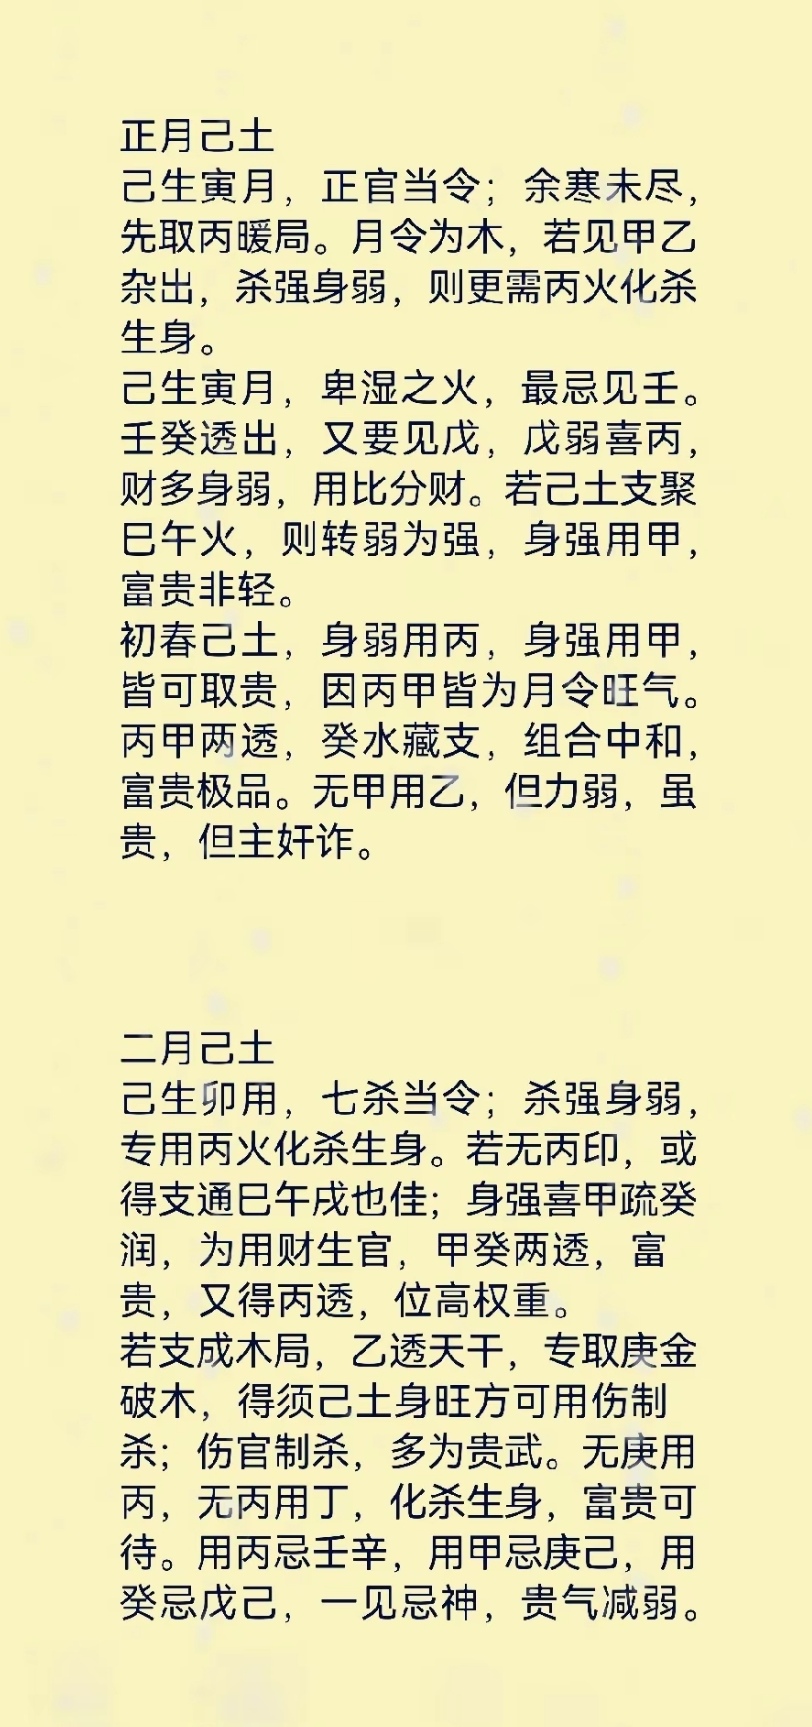 正月己土
己生寅月，正官当令；余寒未尽，
先取丙暖局。月令为木，若见甲乙
杂出，杀强身弱，则更需丙火化杀
生身。
己生寅月，卑湿之火，最忌见壬。
壬癸透出，又要见戊，戊弱喜丙，
财多身弱，用比分财。若己土支聚
巳午火，则转弱为强，身强用甲，
富贵非轻。
初春己土，身弱用丙，身强用甲，
皆可取贵，因丙甲皆为月令旺气。
丙甲两透，癸水藏支，组合中和，
富贵极品。无甲用乙，但力弱，虽
贵，但主奸诈。
二月己土
己生卯用，七杀当令；杀强身弱，
专用丙火化杀生身。若无丙印，或
得支通巳午戌也佳；身强喜甲疏癸
润，为用财生官，甲癸两透，富
贵，又得丙透，位高权重。
若支成木局，乙透天干，专取庚金
破木，得须己土身旺方可用伤制
杀；伤官制杀，多为贵武。无庚用
丙，无丙用丁，化杀生身，富贵可
待。用丙忌壬辛，用甲忌庚己，用
癸忌戊己，一见忌神，贵气减弱。